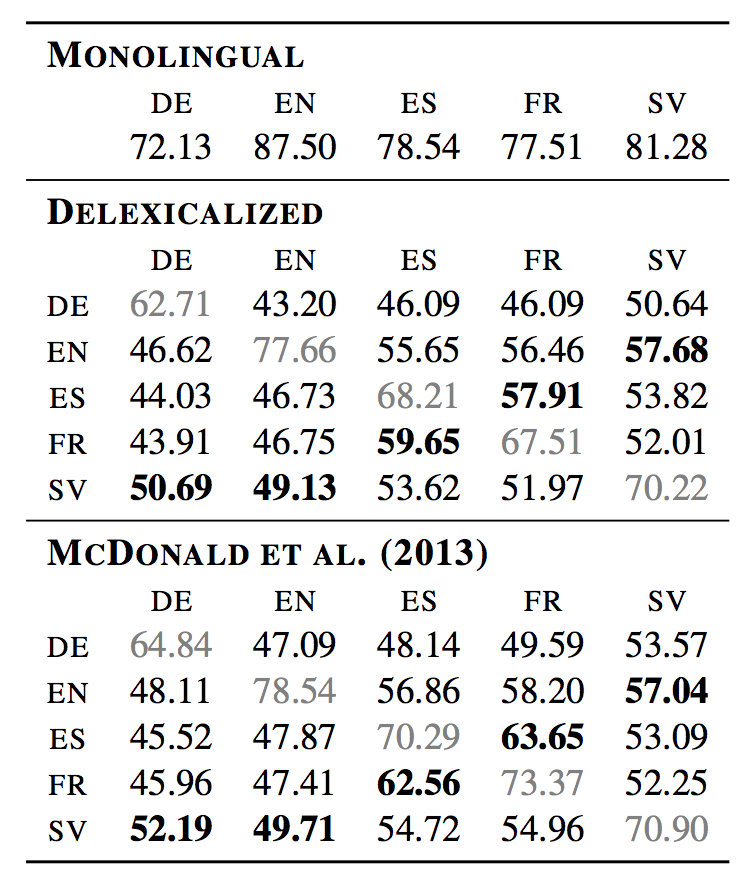 MONOLINGUAL
DE EN ES FR SV
72.13 87.50 78.54 77.51 81.28
DELEXICALIZED
DE EN ES FR SV
DE 62.71 43.20 46.09 46.09 50.64
EN 46.62 77.66 55.65 56.46 57.68
ES 44.03 46.73 68.21 57.91 53.82
FR 43.91 46.75 59.65 67.51 52.01
SV 50.69 49.13 53.62 51.97 70.22
MCDONALD ET AL. (2013)
DE EN ES FR SV
DE 64.84 47.09 48.14 49.59 53.57
EN 48.11 78.54 56.86 58.20 57.04
ES 45.52 47.87 70.29 63.65 53.09
FR 45.96 47.41 62.56 73.37 52.25
SV 52.19 49.71 54.72 54.96 70.90